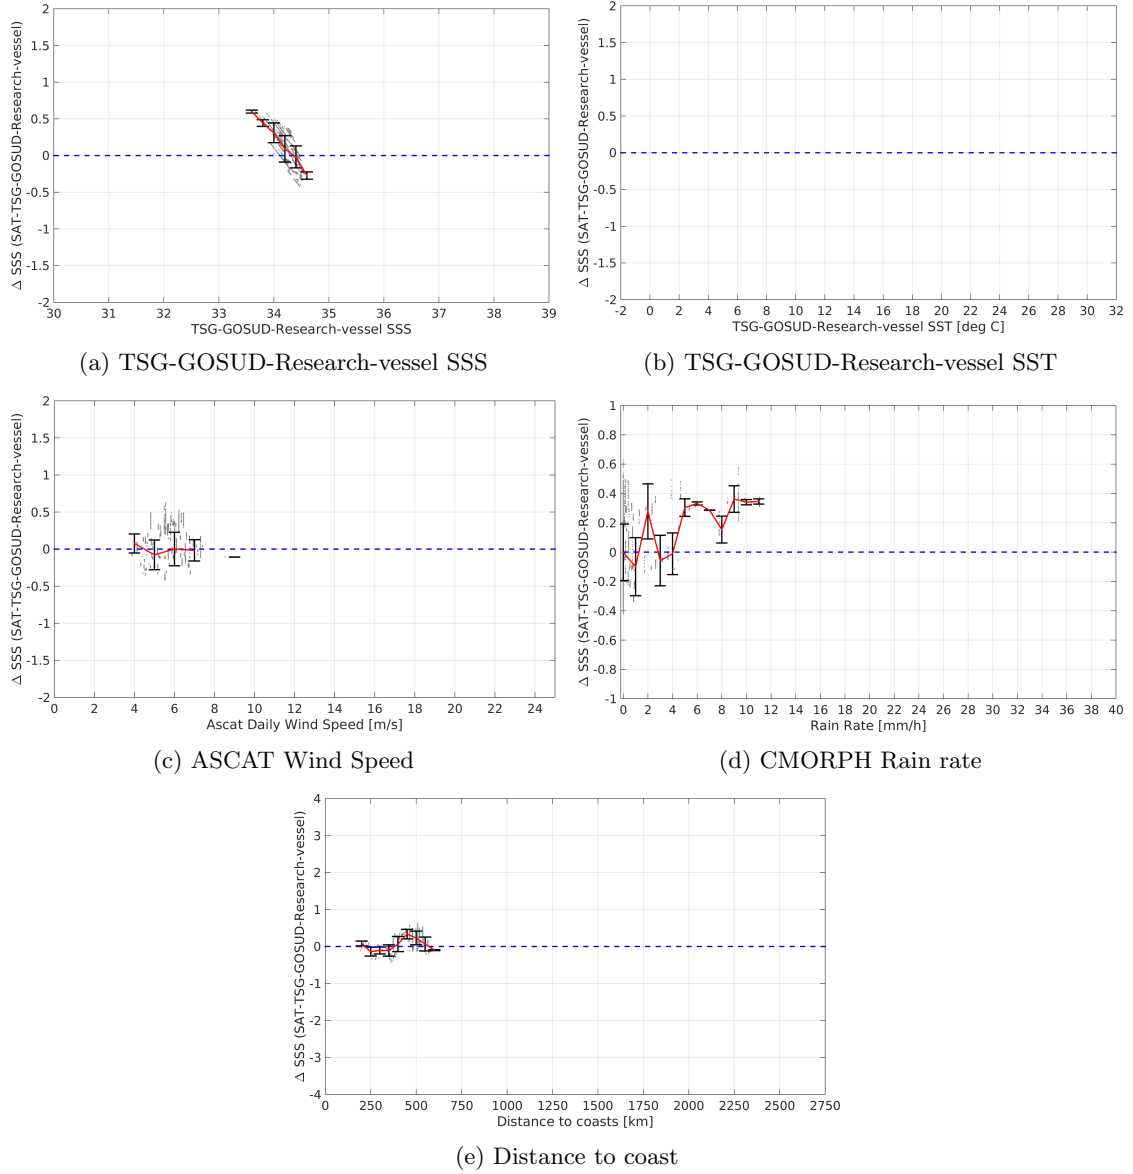 2
1.5
1
0.5
0
-0.5
-1
-1.5
-2
Δ SSS (SAT-TSG-GOSUD-Research-vessel)
30 31 32 33 34 35 36 37 38 39
TSG-GOSUD-Research-vessel SSS
(a) TSG-GOSUD-Research-vessel SSS
2
1.5
1
0.5
0
-0.5
-1
-1.5
-2
Δ SSS (SAT-TSG-GOSUD-Research-vessel)
-2 0 2 4 6 8 10 12 14 16 18 20 22 24 26 28 30 32
TSG-GOSUD-Research-vessel SST [deg C]
(b) TSG-GOSUD-Research-vessel SST
2
1.5
1
0.5
0
-0.5
-1
-1.5
-2
Δ SSS (SAT-TSG-GOSUD-Research-vessel)
0 2 4 6 8 10 12 14 16 18 20 22 24
Ascat Daily Wind Speed [m/s]
(c) ASCAT Wind Speed
1
0.8
0.6
0.4
0.2
0
-0.2
-0.4
-0.6
-0.8
-1
Δ SSS (SAT-TSG-GOSUD-Research-vessel)
0 2 4 6 8 10 12 14 16 18 20 22 24 26 28 30 32 34 36 38 40
Rain Rate [mm/h]
(d) CMORPH Rain rate
4
3
2
1
0
-1
-2
-3
-4
Δ SSS (SAT-TSG-GOSUD-Research-vessel)
0 250 500 750 1000 1250 1500 1750 2000 2250 2500 2750
Distance to coasts [km]
(e) Distance to coast